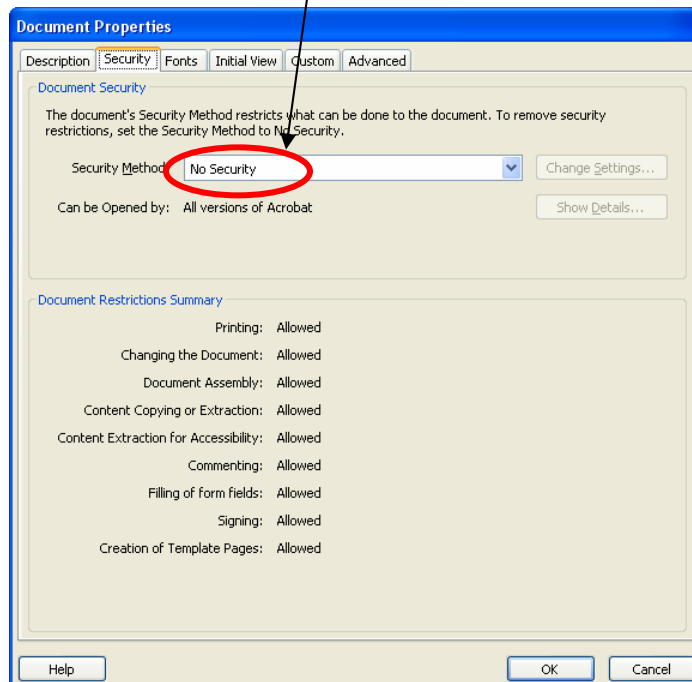 Document Properties
Description Security Fonts Initial View Custom Advanced
Document Security
The document's Security Method restricts what can be done to the document. To remove security
restrictions, set the Security Method to No Security.
Security Method: No Security Change Settings...
Can be Opened by: All versions of Acrobat Show Details...
Document Restrictions Summary
Printing: Allowed
Changing the Document: Allowed
Document Assembly: Allowed
Content Copying or Extraction: Allowed
Content Extraction for Accessibility: Allowed
Commenting: Allowed
Filling of form fields: Allowed
Signing: Allowed
Creation of Template Pages: Allowed
Help OK Cancel